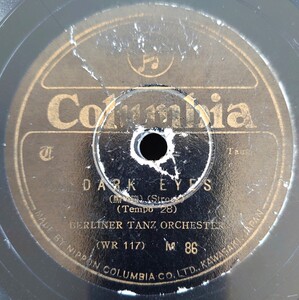 Columbia
DARK EYES
(Tempo 28)
BERLINER TANZ ORCHESTER
(WR 117) M 86
MADE BY NIPPON COLUMBIA CO., LTD., KAWASAKI, JAPAN